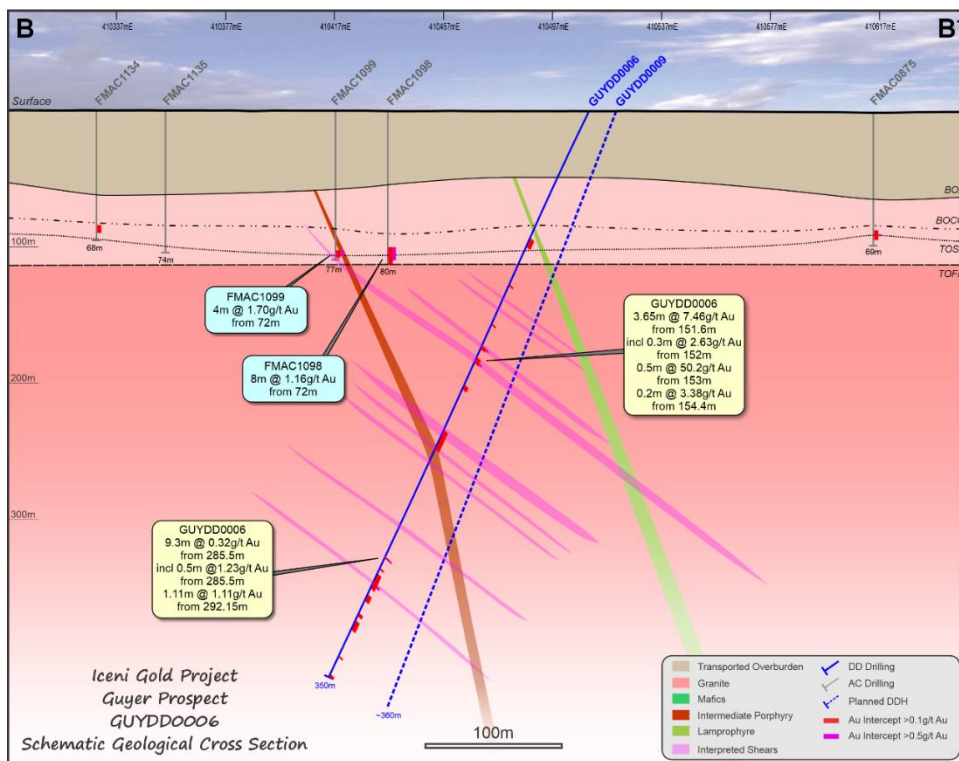 B
B'
410337mE
410377mE
410417mE
410457mE
410497mE
410537mE
410577mE
410617mE
FMAC1134
FMAC1135
FMAC1099
FMAC1098
GUYDD0006
GUYDD0009
FMAC0875
Surface
BOCO
TOS
100m
200m
300m
68m
74m
77m
80m
69m
FMAC1099
4m @ 1.70g/t Au
from 72m
FMAC1098
8m @ 1.16g/t Au
from 72m
GUYDD0006
3.65m @ 7.46g/t Au
from 151.6m
incl 0.3m @ 2.63g/t Au
from 152m
0.5m @ 50.2g/t Au
from 153m
0.2m @ 3.38g/t Au
from 154.4m
GUYDD0006
9.3m @ 0.32g/t Au
from 285.5m
incl 0.5m @1.23g/t Au
from 285.5m
1.11m @ 1.11g/t Au
from 292.15m
350m
~360m
Iceni Gold Project
Guyer Prospect
GUYDD0006
Schematic Geological Cross Section
100m
Transported Overburden
Granite
Mafics
Intermediate Porphyry
Lamprophyre
Interpreted Shears
DD Drilling
AC Drilling
Planned DDH
Au Intercept >0.1g/t Au
Au Intercept >0.5g/t Au